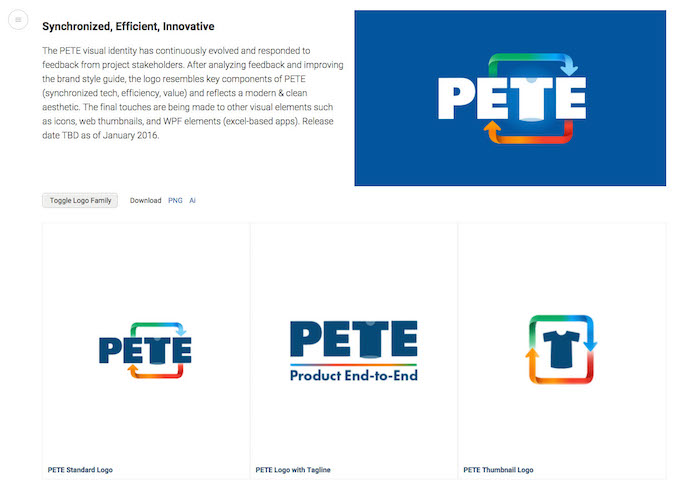 Synchronized, Efficient, Innovative
The PETE visual identity has continuously evolved and responded to
feedback from project stakeholders. After analyzing feedback and improving
the brand style guide, the logo resembles key components of PETE
(synchronized tech, efficiency, value) and reflects a modern & clean
aesthetic. The final touches are being made to other visual elements such
as icons, web thumbnails, and WPF elements (excel-based apps). Release
date TBD as of January 2016.
PETE
Toggle Logo Family Download PNG Ai
PETE
PETE
Product End-to-End
PETE Standard Logo
PETE Logo with Tagline
PETE Thumbnail Logo